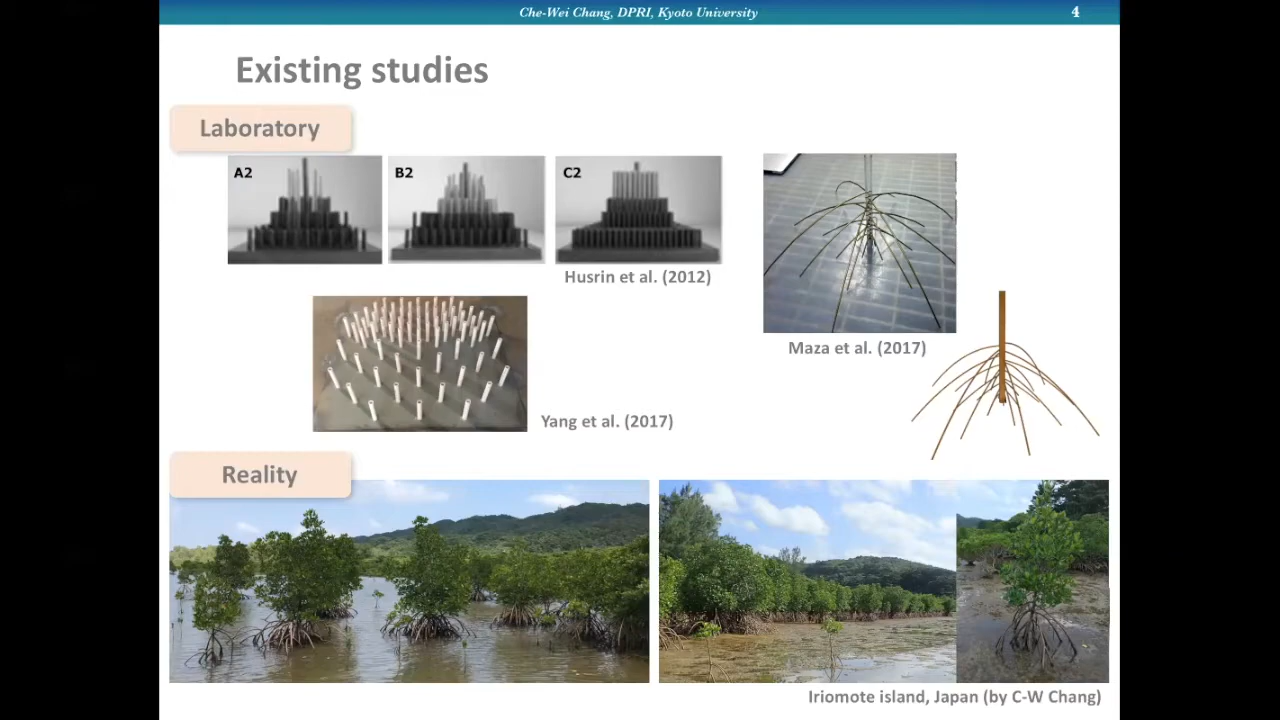 Che-Wei Chang, DPRI, Kyoto University
4
Existing studies
Laboratory
A2
B2
C2
Husrin et al. (2012)
Maza et al. (2017)
Yang et al. (2017)
Reality
Iriomote island, Japan (by C-W Chang)